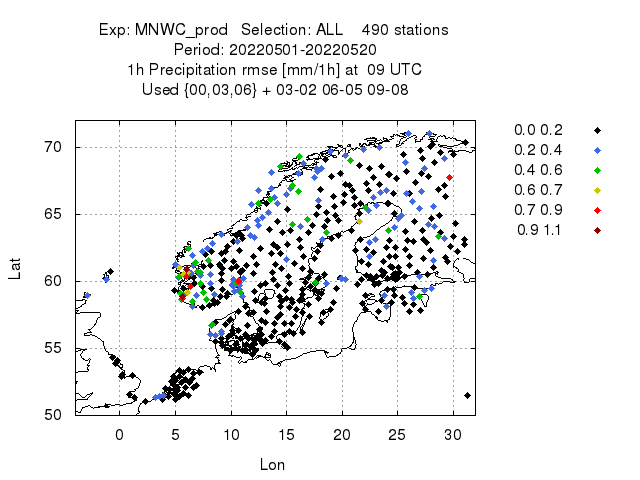 Exp: MNWC_prod Selection: ALL 490 stations
Period: 20220501-20220520
1h Precipitation rmse [mm/1h] at 09 UTC
Used {00,03,06} + 03-02 06-05 09-08
0.0 0.2
0.2 0.4
0.4 0.6
0.6 0.7
0.7 0.9
0.9 1.1
70
65
60
55
50
Lat
0 5 10 15 20 25 30
Lon